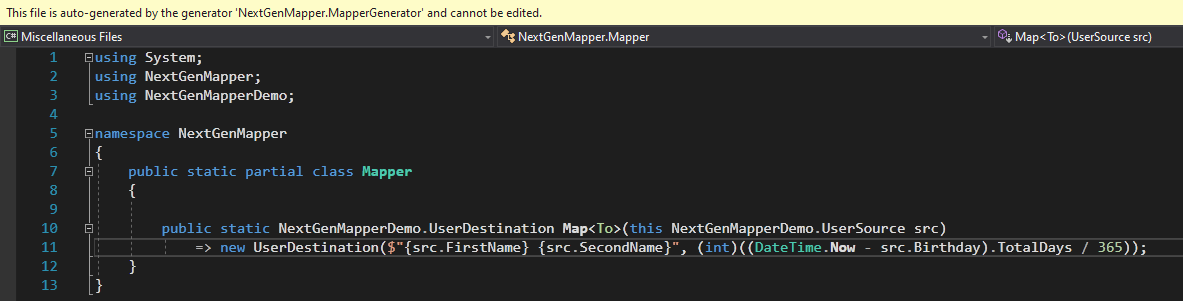 This file is auto-generated by the generator 'NextGenMapper.MapperGenerator' and cannot be edited.
C# Miscellaneous Files NextGenMapper.Mapper Map<To>(UserSource src)
1 using System;
2 using NextGenMapper;
3 using NextGenMapperDemo;
4
5 namespace NextGenMapper
6 {
7     public static partial class Mapper
8     {
9
10         public static NextGenMapperDemo.UserDestination Map<To>(this NextGenMapperDemo.UserSource src)
11             => new UserDestination($"{src.FirstName} {src.SecondName}", (int)((DateTime.Now - src.Birthday).TotalDays / 365));
12     }
13 }